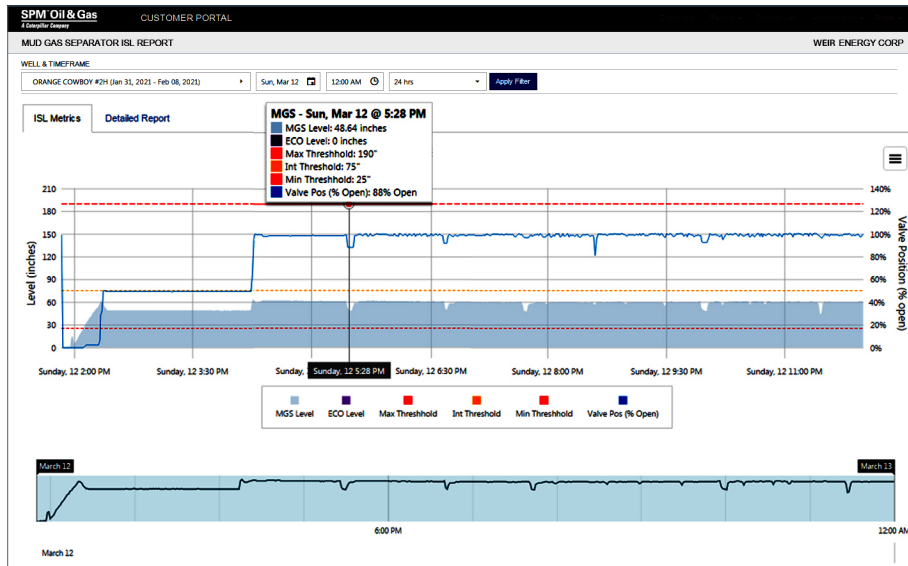 SPM® Oil & Gas
A Caterpillar Company
CUSTOMER PORTAL
MUD GAS SEPARATOR ISL REPORT
WEIR ENERGY CORP
WELL & TIMEFRAME
ORANGE COWBOY #2H (Jan 31, 2021 - Feb 08, 2021)
Sun, Mar 12
12:00 AM
24 hrs
Apply Filter
ISL Metrics
Detailed Report
MGS - Sun, Mar 12 @ 5:28 PM
MGS Level: 48.64 inches
ECO Level: 0 inches
Max Threshhold: 190"
Int Threshold: 75"
Min Threshhold: 25"
Valve Pos (% Open): 88% Open
Level (inches)
210
180
150
120
90
60
30
0
140%
120%
100%
80%
60%
40%
20%
0%
Valve Position (% open)
Sunday, 12 2:00 PM
Sunday, 12 3:30 PM
Sunday,
Sunday, 12 5:28 PM
Sunday, 12 6:30 PM
Sunday, 12 8:00 PM
Sunday, 12 9:30 PM
Sunday, 12 11:00 PM
MGS Level
ECO Level
Max Threshhold
Int Threshold
Min Threshhold
Valve Pos (% Open)
March 12
March 13
6:00 PM
12:00 AM
March 12